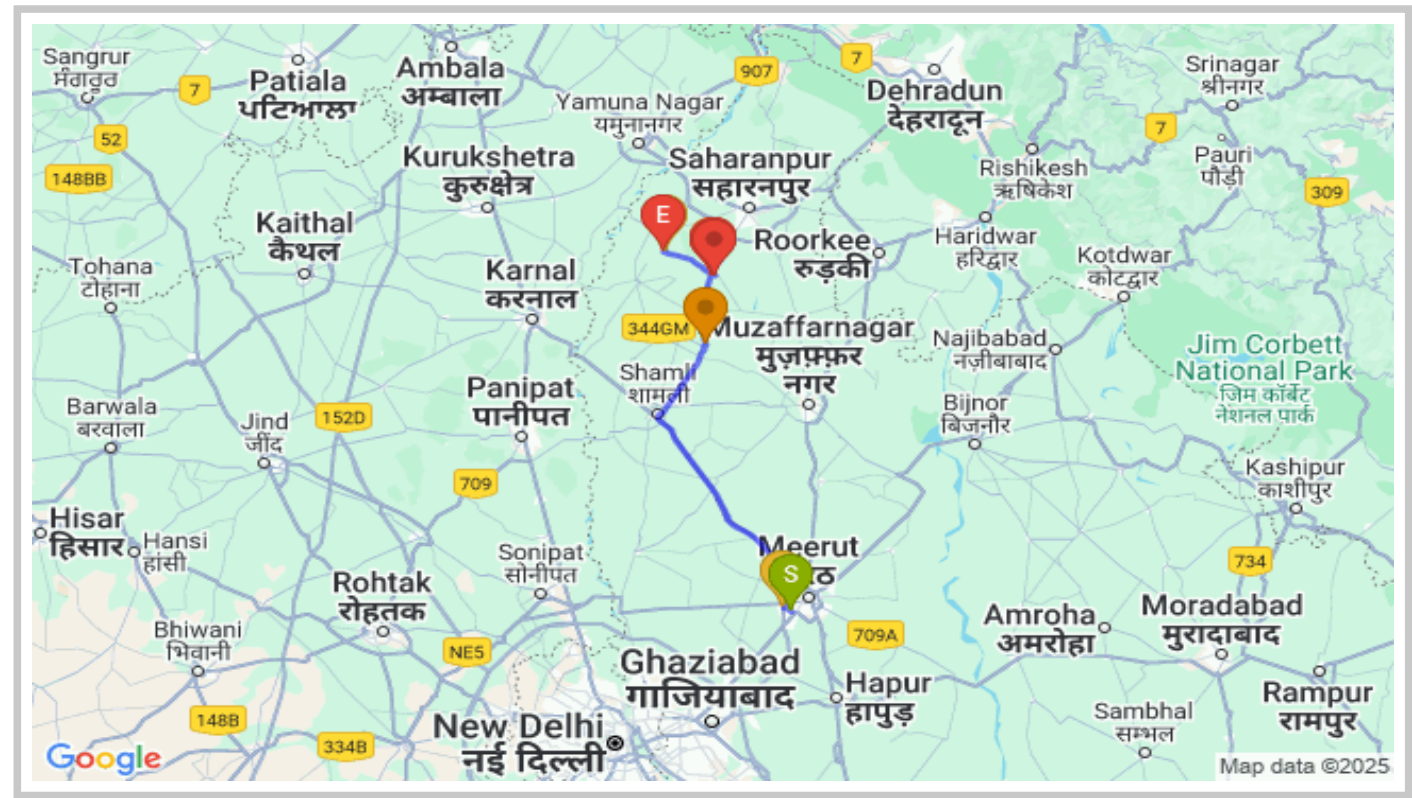 Sangrur
ਸੰਗਰੂਰ
7
Patiala
ਪਟਿਆਲਾ
Ambala
अम्बाला
907
7
Dehradun
देहरादून
Srinagar
श्रीनगर
52
Yamuna Nagar
यमुनानगर
7
148BB
Kurukshetra
कुरुक्षेत्र
Saharanpur
सहारनपुर
Rishikesh
ऋषिकेश
Pauri
पौड़ी
309
Kaithal
कैथल
E
Roorkee
रुड़की
Haridwar
हरिद्वार
Kotdwar
कोटद्वार
Tohana
टोहाना
Karnal
करनाल
344GM
Muzaffarnagar
मुज़फ़्फ़र
नगर
Najibabad
नज़ीबाबाद
Jim Corbett
National Park
जिम कॉर्बेट
नेशनल पार्क
Shamli
शामली
Panipat
पानीपत
Barwala
बरवाला
Jind
जींद
152D
Bijnor
बिजनौर
709
Kashipur
काशीपुर
Hisar
हिसार
Hansi
हांसी
Sonipat
सोनीपत
Meerut
S
734
Rohtak
रोहतक
Amroha
अमरोहा
Moradabad
मुरादाबाद
Bhiwani
भिवानी
NE5
709A
Ghaziabad
गाजियाबाद
Hapur
हापुड़
Rampur
रामपुर
148B
334B
New Delhi
नई दिल्ली
Sambhal
सम्भल
Google
Map data ©2025